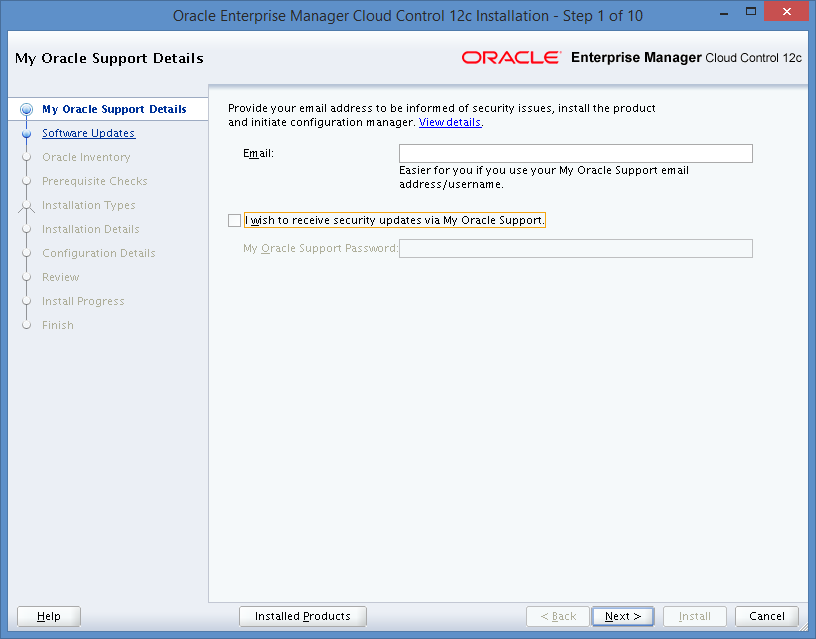 Oracle Enterprise Manager Cloud Control 12c Installation - Step 1 of 10
My Oracle Support Details
ORACLE Enterprise Manager Cloud Control 12c
My Oracle Support Details
Software Updates
Oracle Inventory
Prerequisite Checks
Installation Types
Installation Details
Configuration Details
Review
Install Progress
Finish
Provide your email address to be informed of security issues, install the product
and initiate configuration manager. View details.
Email:
Easier for you if you use your My Oracle Support email
address/username.
I wish to receive security updates via My Oracle Support.
My Oracle Support Password:
Help
Installed Products
< Back
Next >
Install
Cancel